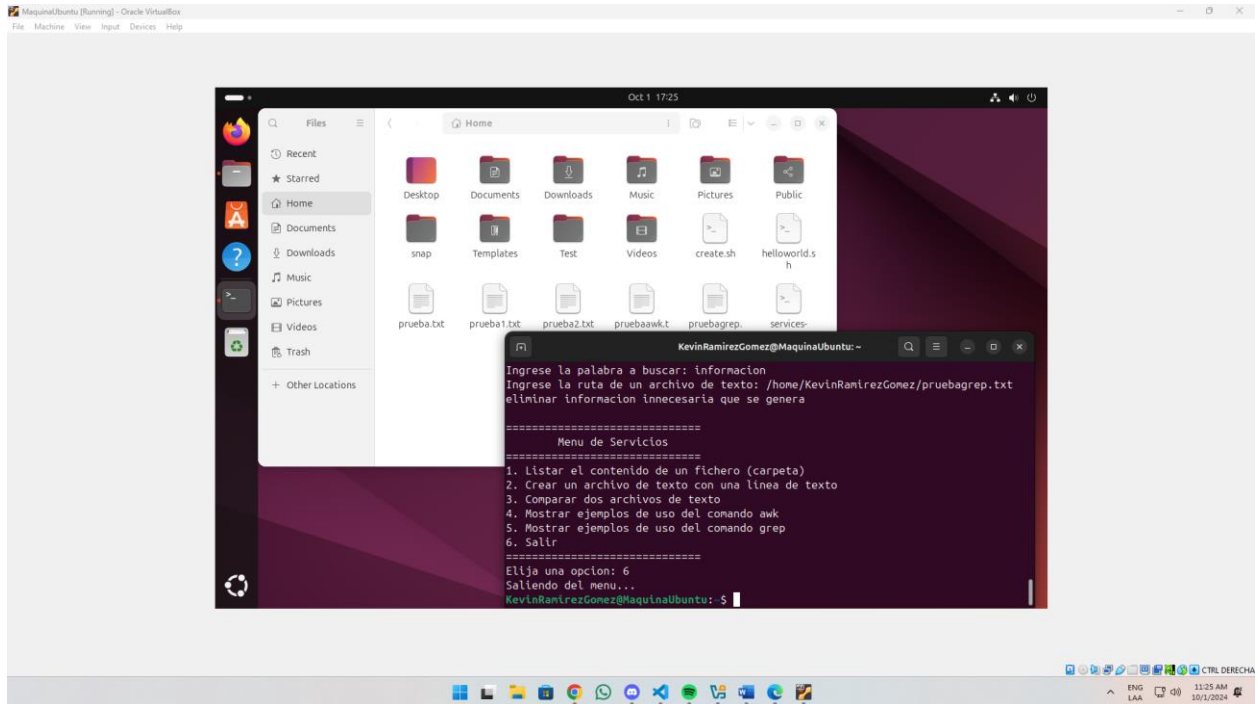 MaquinaUbuntu [Running] - Oracle VirtualBox
File Machine View Input Devices Help
Oct 1 17:25
Files
Home
Recent
Starred
Home
Documents
Downloads
Music
Pictures
Videos
Trash
+ Other Locations
Desktop Documents Downloads Music Pictures Public
snap Templates Test Videos create.sh helloworld.s
h
prueba.txt prueba1.txt prueba2.txt pruebaawk.t pruebagrep. services-
KevinRamirezGomez@MaquinaUbuntu: ~
Ingrese la palabra a buscar: informacion
Ingrese la ruta de un archivo de texto: /home/KevinRamirezGomez/pruebagrep.txt
eliminar informacion innecesaria que se genera
==============================
Menu de Servicios
==============================
1. Listar el contenido de un fichero (carpeta)
2. Crear un archivo de texto con una linea de texto
3. Comparar dos archivos de texto
4. Mostrar ejemplos de uso del comando awk
5. Mostrar ejemplos de uso del comando grep
6. Salir
==============================
Elija una opcion: 6
Saliendo del menu...
KevinRamirezGomez@MaquinaUbuntu:~$
CTRL DERECHA
ENG
LAA
11:25 AM
10/1/2024